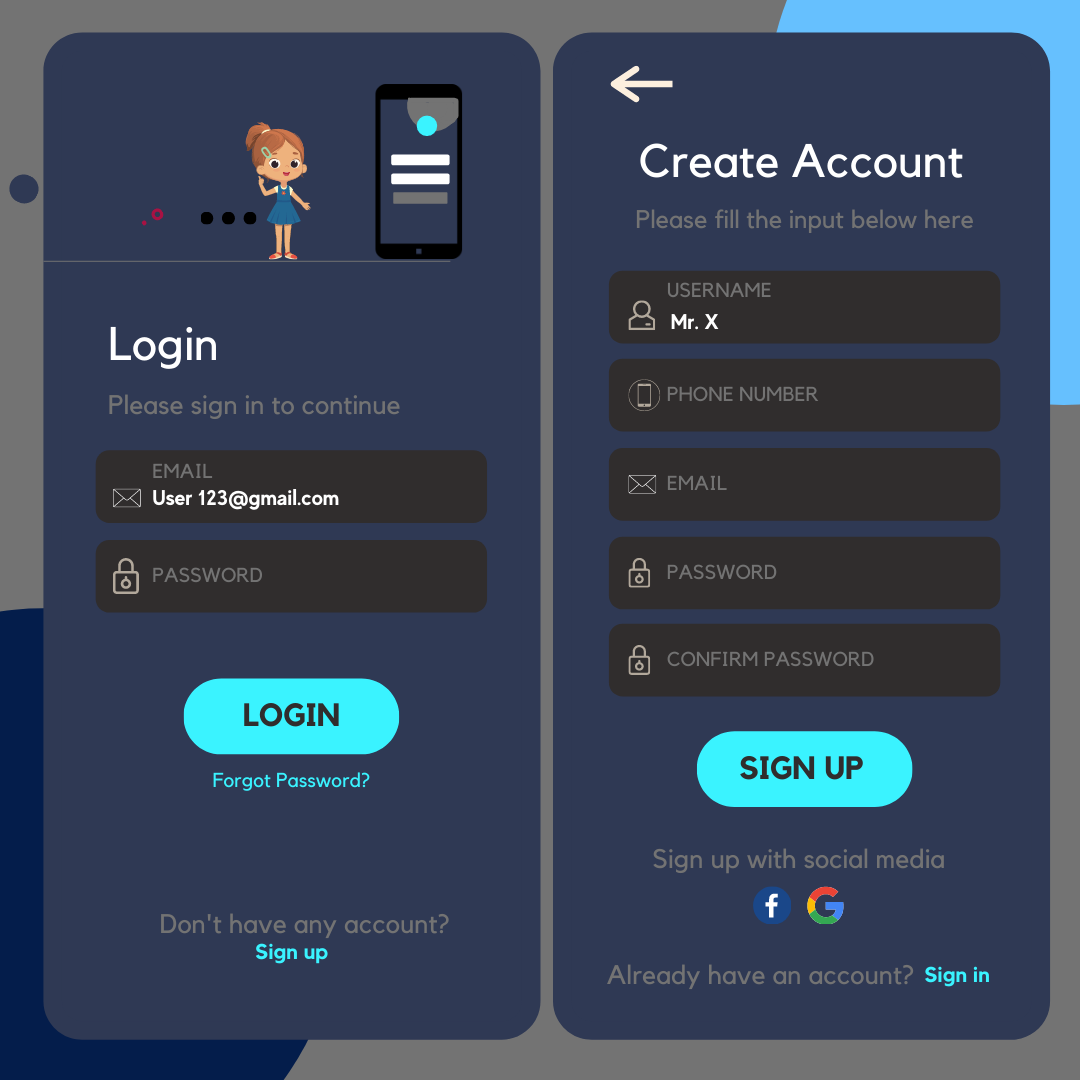 Login
Please sign in to continue
EMAIL
User 123@gmail.com
PASSWORD
LOGIN
Forgot Password?
Don't have any account?
Sign up
Create Account
Please fill the input below here
USERNAME
Mr. X
PHONE NUMBER
EMAIL
PASSWORD
CONFIRM PASSWORD
SIGN UP
Sign up with social media
Already have an account? Sign in